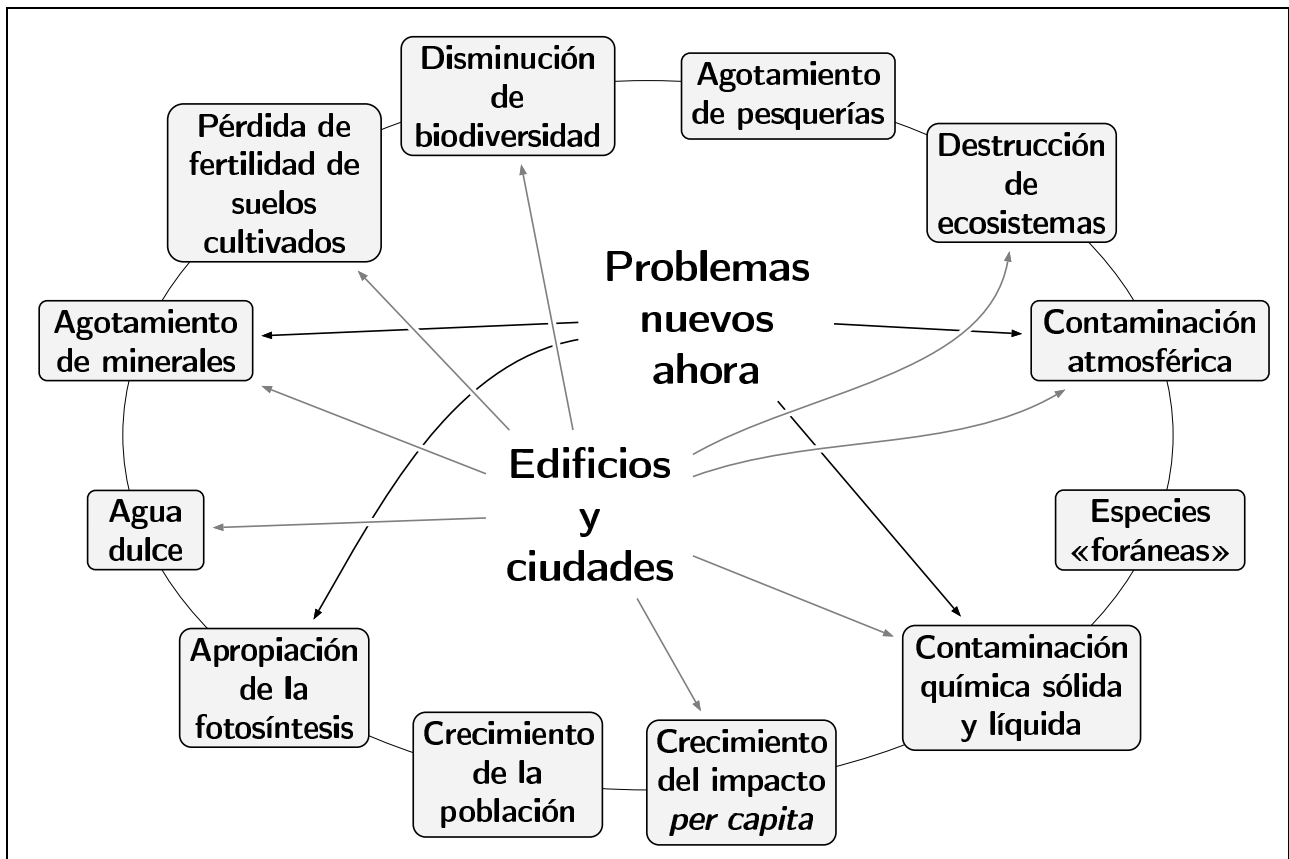 Disminución
de
biodiversidad
Agotamiento
de pesquerías
Destrucción
de
ecosistemas
Contaminación
atmosférica
Especies
«foráneas»
Contaminación
química sólida
y líquida
Crecimiento
del impacto
per capita
Crecimiento
de la
población
Apropiación
de la
fotosíntesis
Agua
dulce
Agotamiento
de minerales
Pérdida de
fertilidad de
suelos
cultivados
Problemas
nuevos
ahora
Edificios
y
ciudades